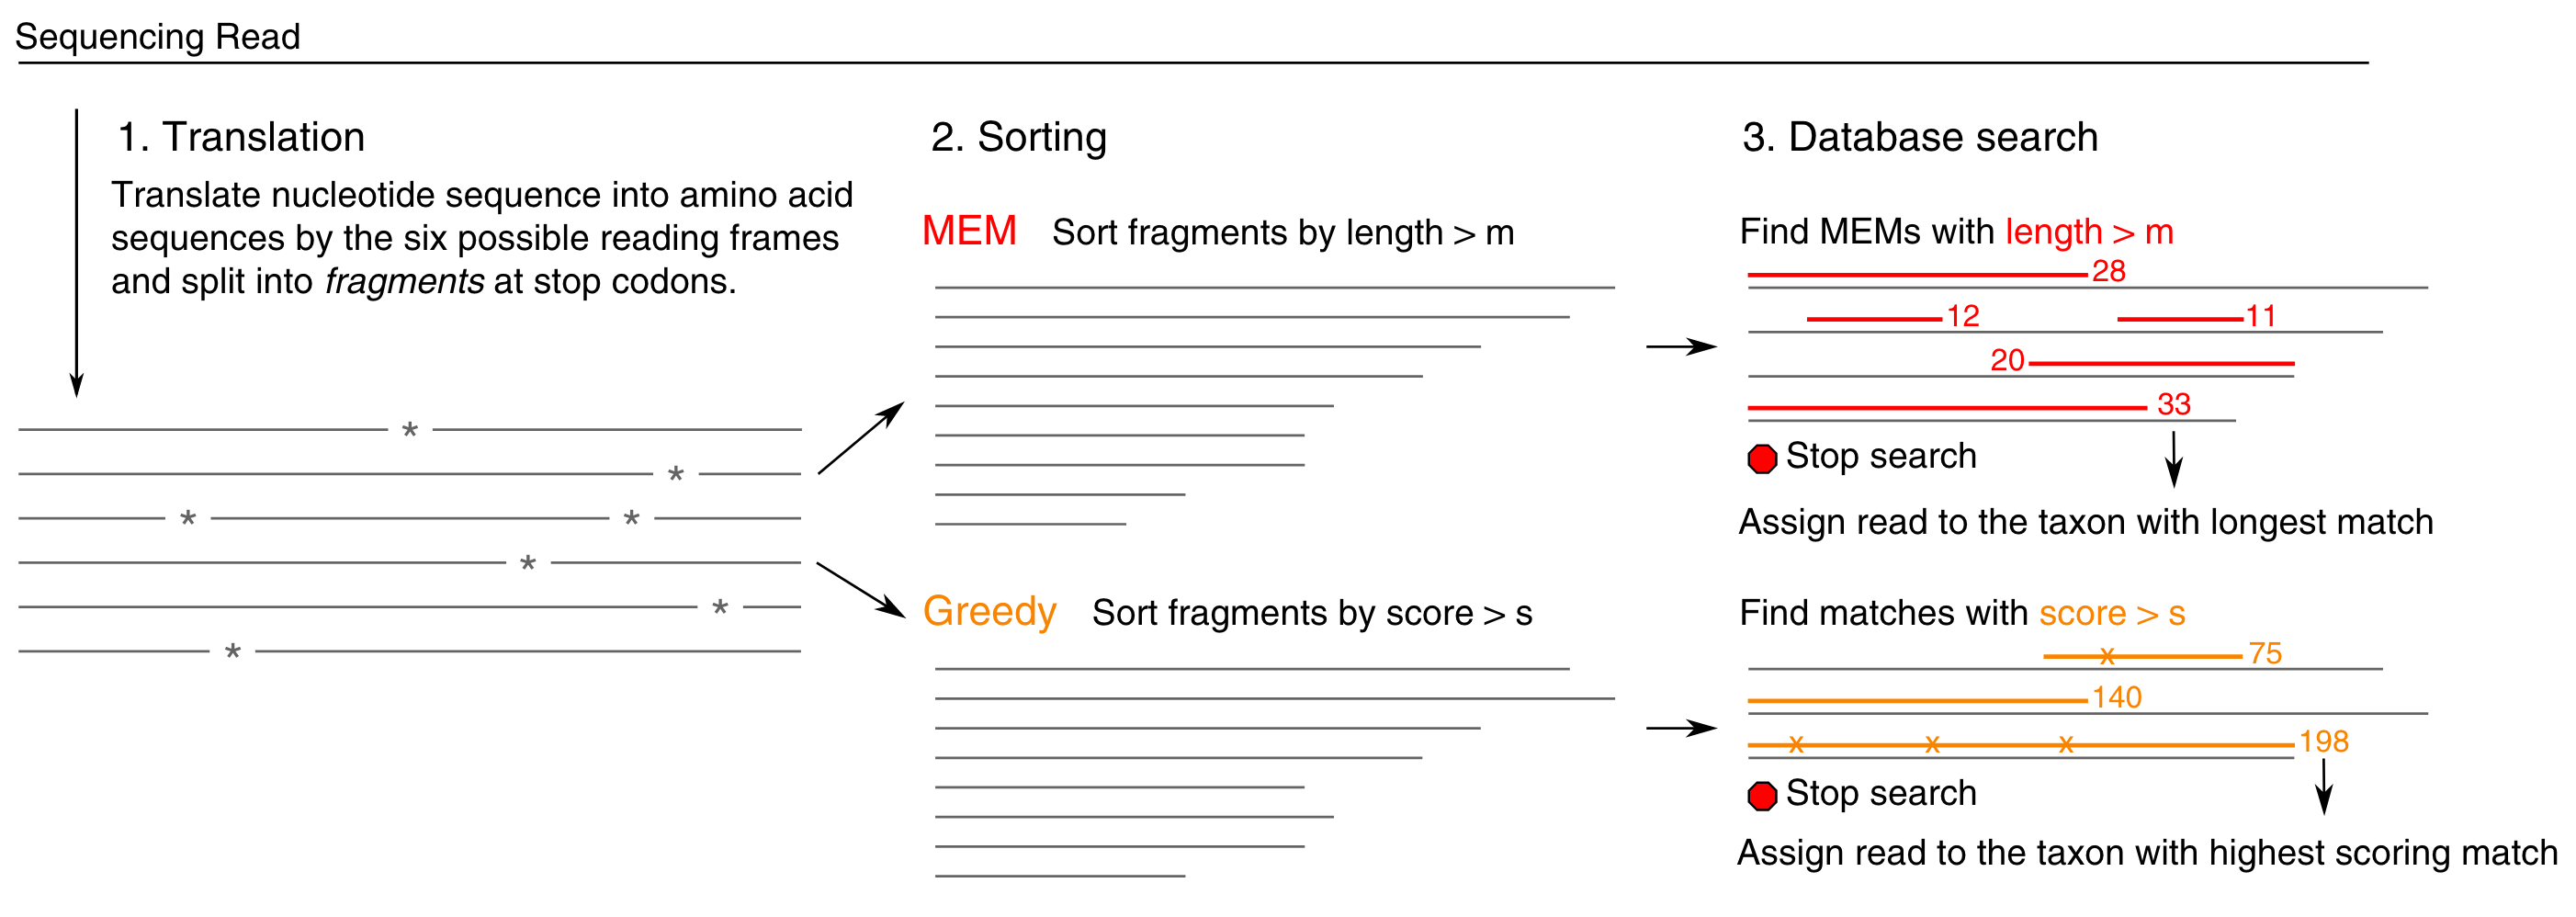 Sequencing Read
1. Translation
Translate nucleotide sequence into amino acid
sequences by the six possible reading frames
and split into fragments at stop codons.
*
*
* *
*
*
*
2. Sorting
MEM Sort fragments by length > m
Greedy Sort fragments by score > s
3. Database search
Find MEMs with length > m
28
12 11
20
33
Stop search
Assign read to the taxon with longest match
Find matches with score > s
x 75
140
x x x 198
Stop search
Assign read to the taxon with highest scoring match